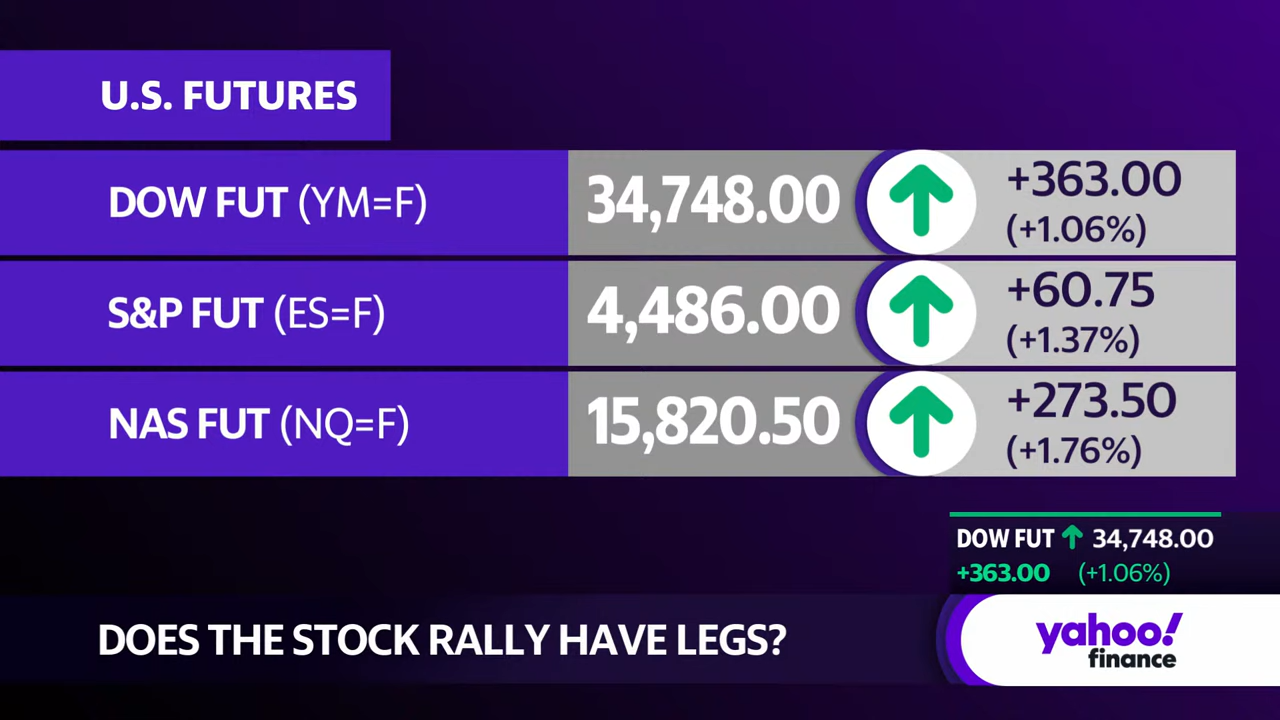 U.S. FUTURES
DOW FUT (YM=F) 34,748.00 +363.00
(+1.06%)
S&P FUT (ES=F) 4,486.00 +60.75
(+1.37%)
NAS FUT (NQ=F) 15,820.50 +273.50
(+1.76%)
DOW FUT 34,748.00
+363.00 (+1.06%)
DOES THE STOCK RALLY HAVE LEGS?
yahoo!
finance